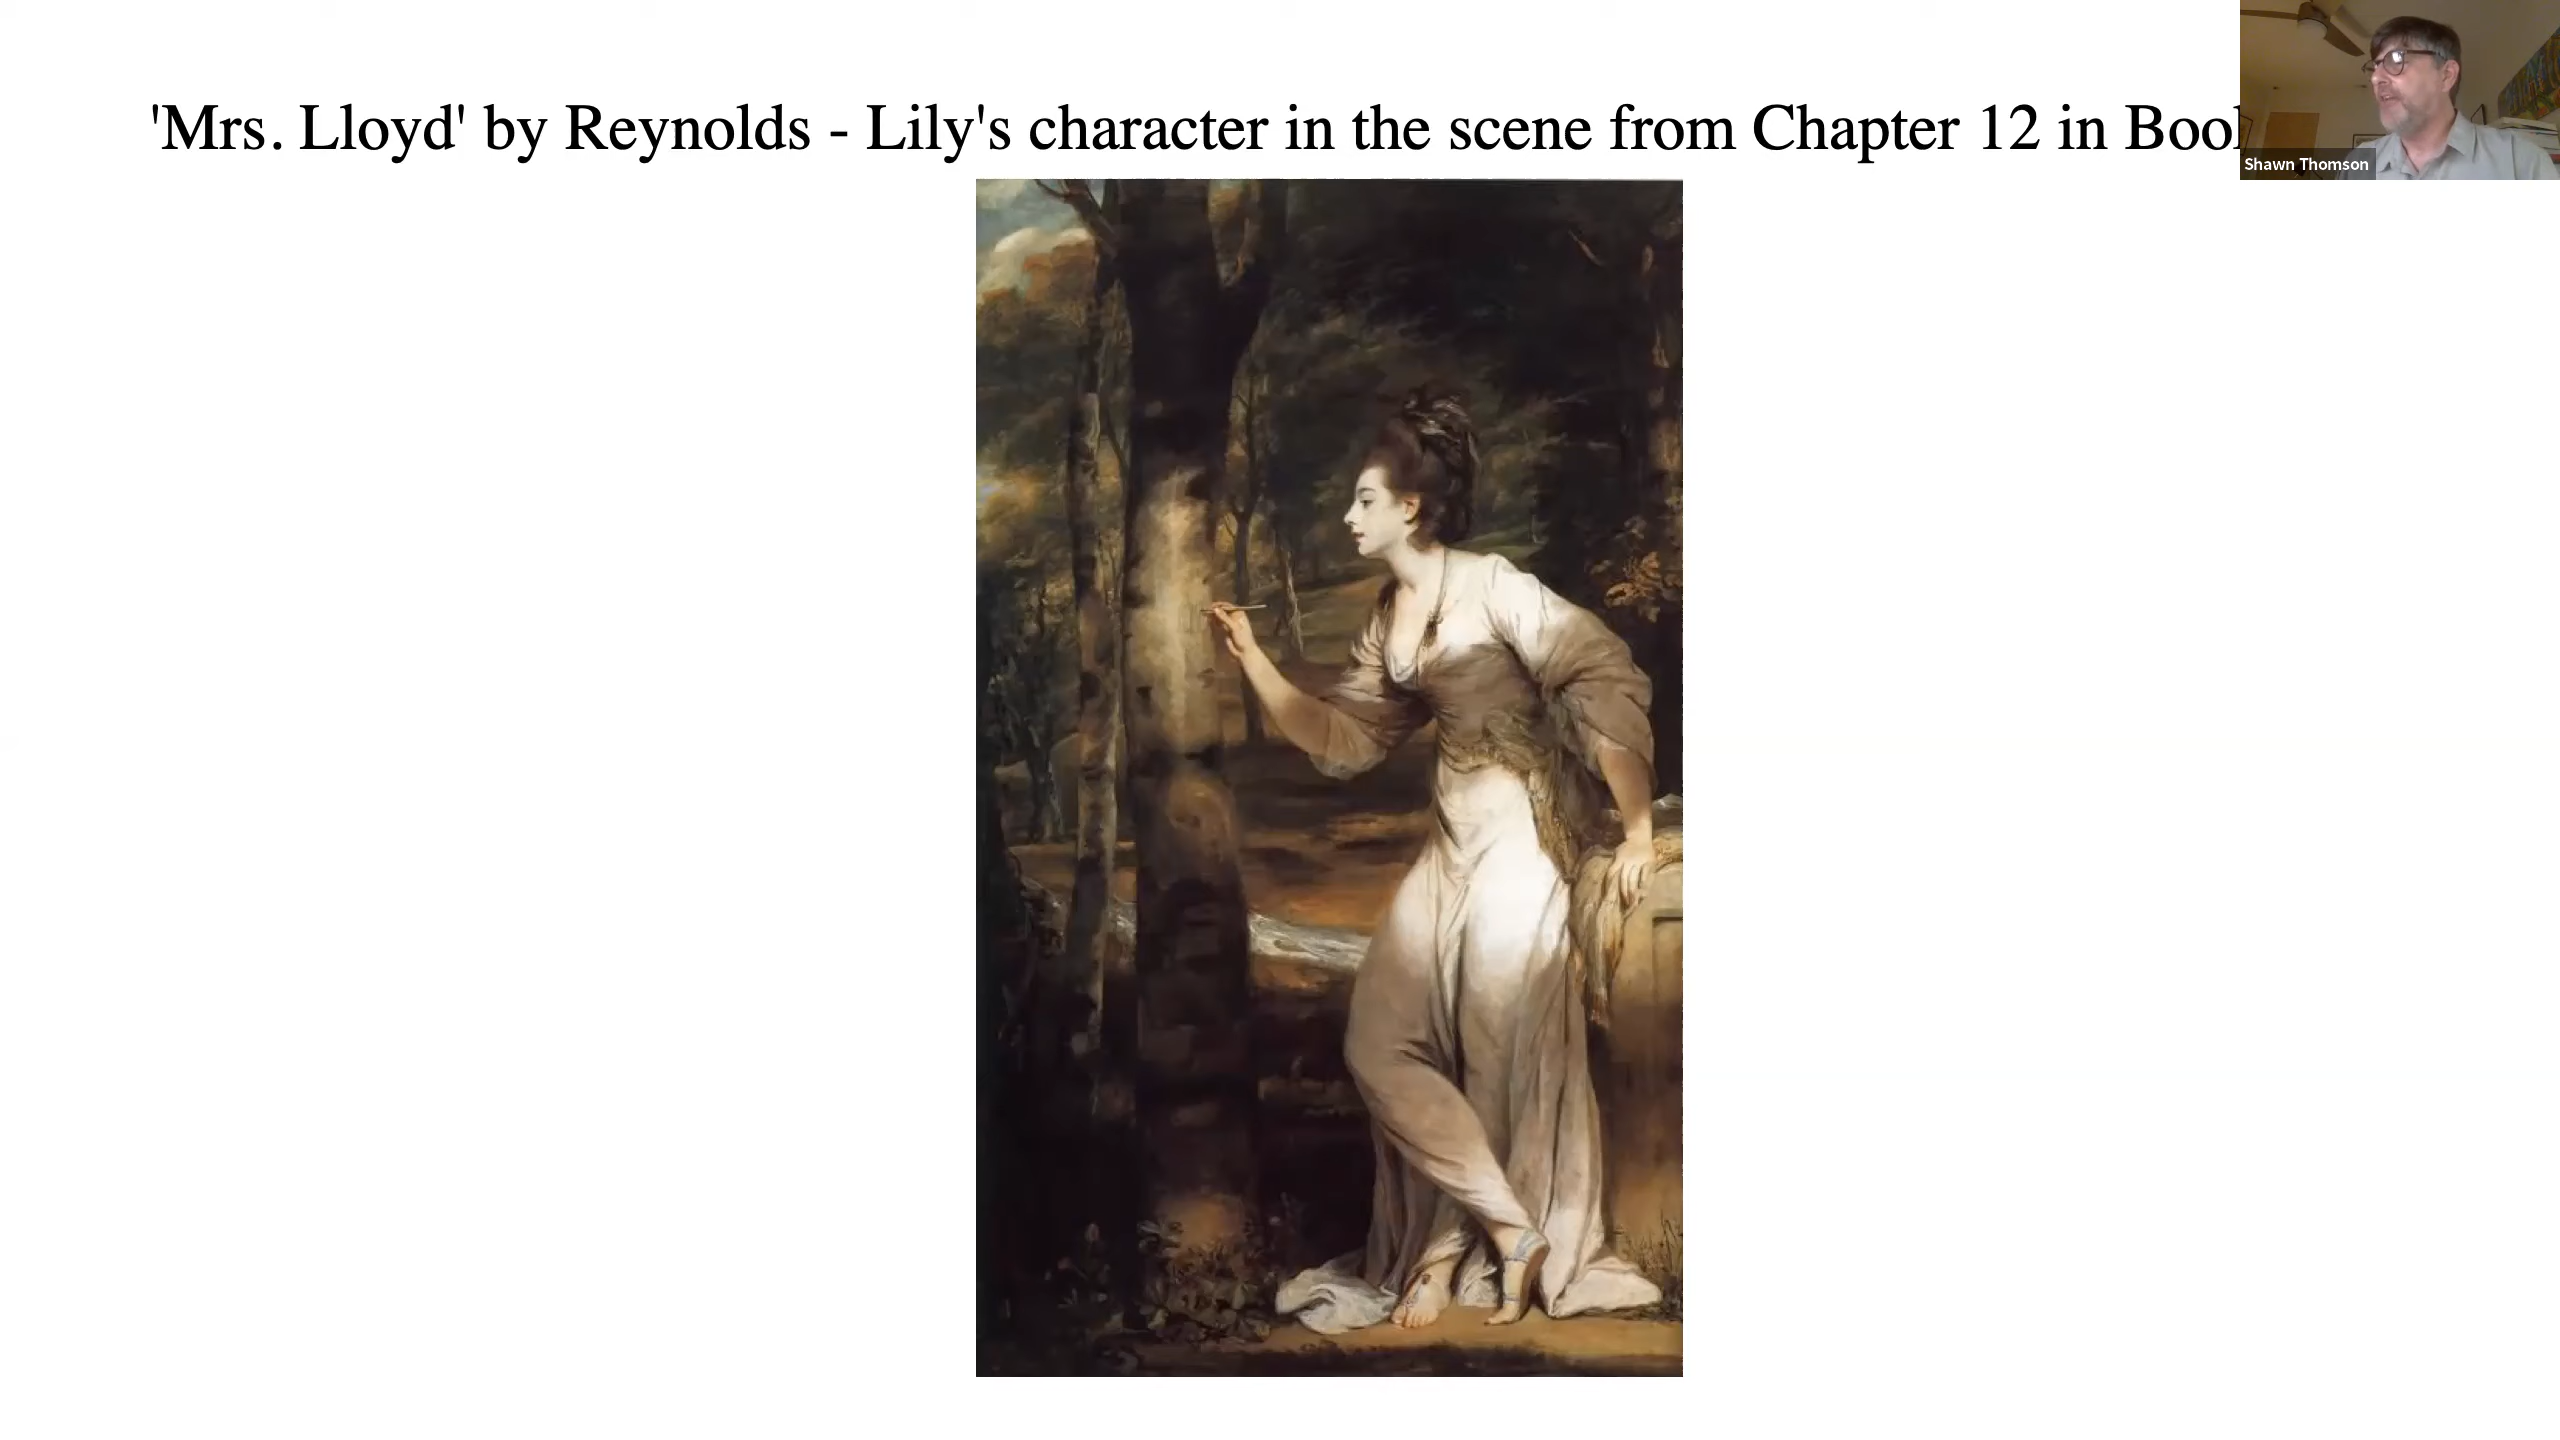 'Mrs. Lloyd' by Reynolds - Lily's character in the scene from Chapter 12 in
Shawn Thomson